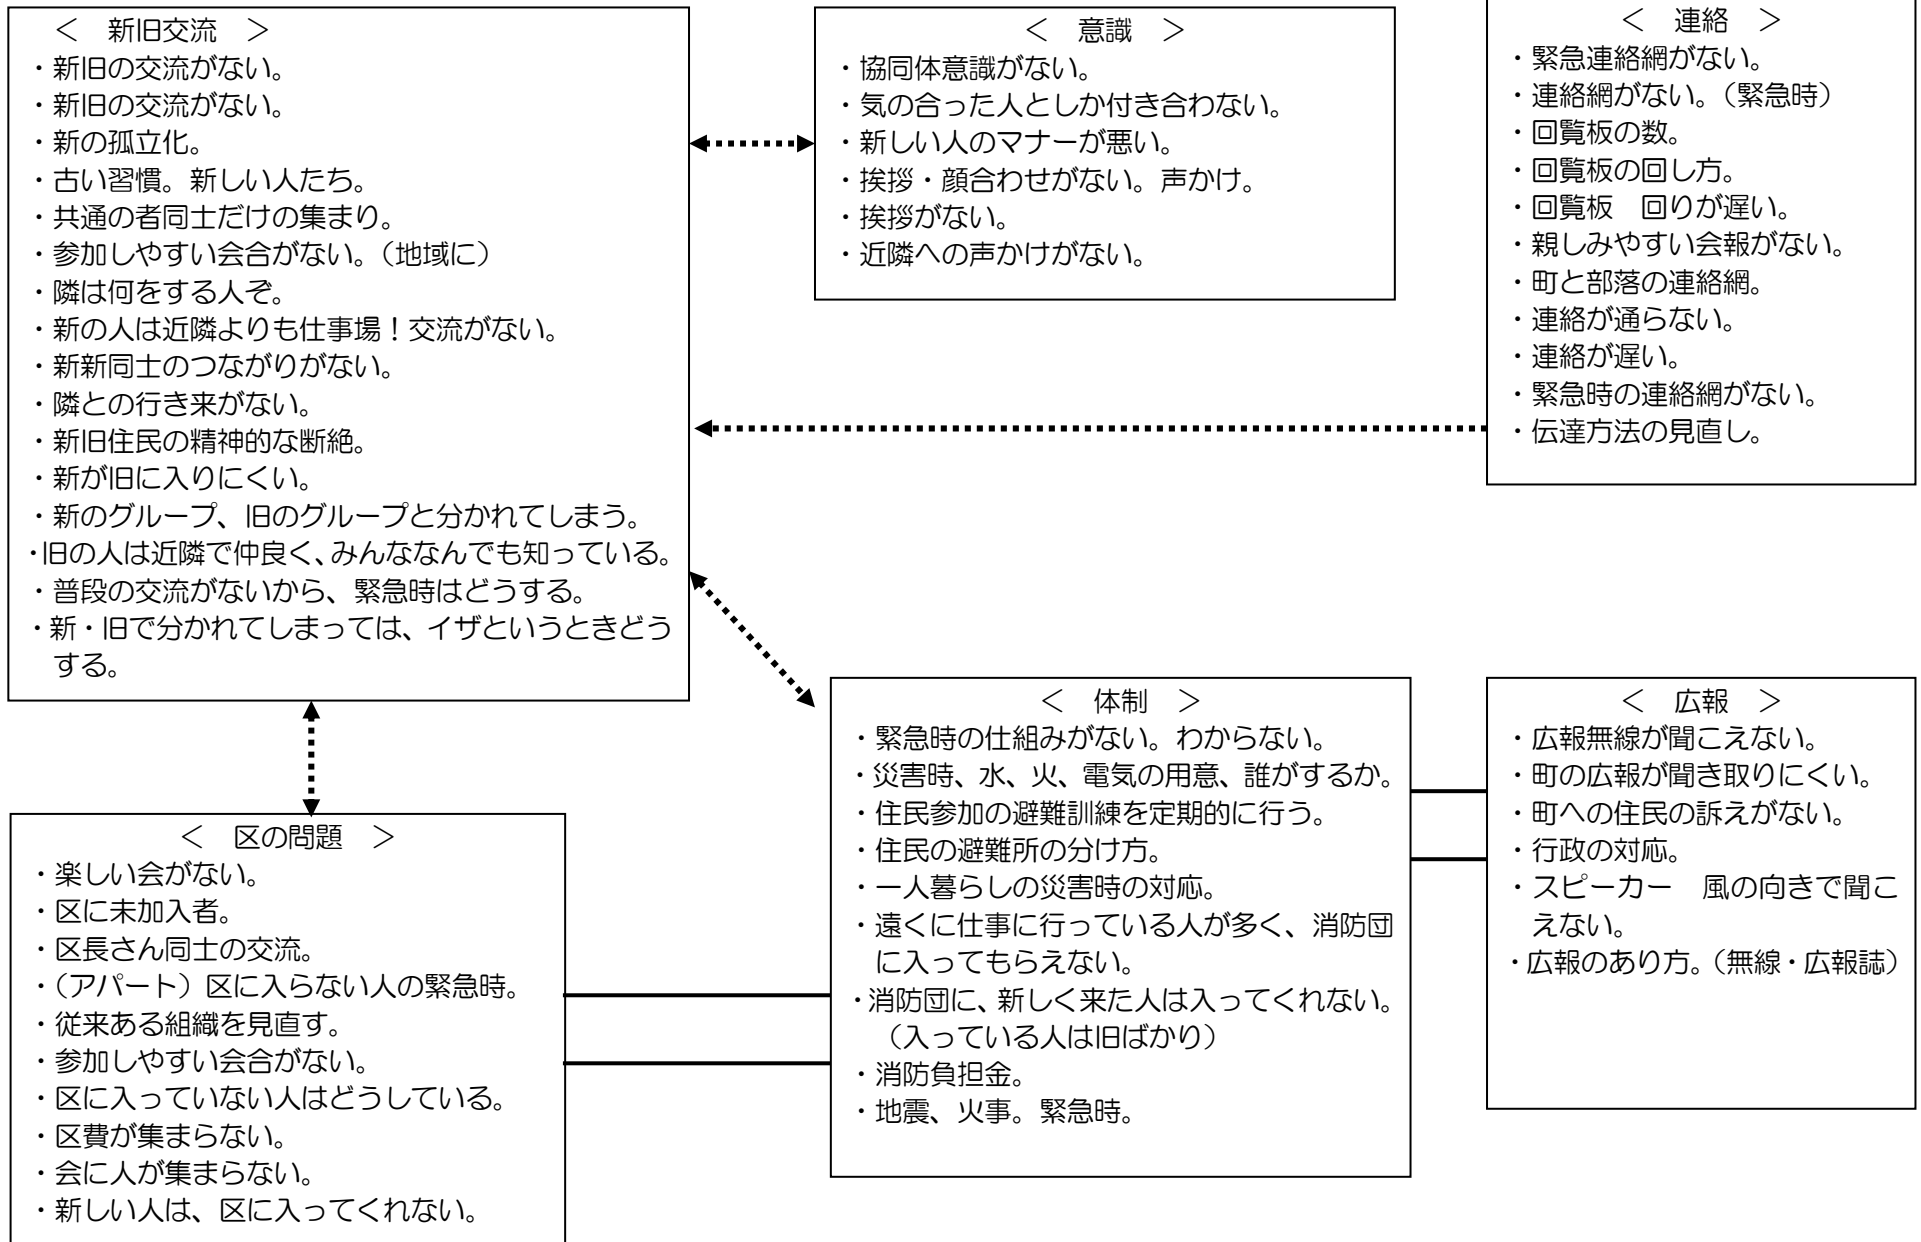 ＜　新旧交流　＞
・新旧の交流がない。
・新旧の交流がない。
・新の孤立化。
・古い習慣。新しい人たち。
・共通の者同士だけの集まり。
・参加しやすい会合がない。（地域に）
・隣は何をする人ぞ。
・新の人は近隣よりも仕事場！交流がない。
・新新同士のつながりがない。
・隣との行き来がない。
・新旧住民の精神的な断絶。
・新が旧に入りにくい。
・新のグループ、旧のグループと分かれてしまう。
・旧の人は近隣で仲良く、みんななんでも知っている。
・普段の交流がないから、緊急時はどうする。
・新・旧で分かれてしまっては、イザというときどう
する。
＜　意識　＞
・協同体意識がない。
・気の合った人としか付き合わない。
・新しい人のマナーが悪い。
・挨拶・顔合わせがない。声かけ。
・挨拶がない。
・近隣への声かけがない。
＜　連絡　＞
・緊急連絡網がない。
・連絡網がない。（緊急時）
・回覧板の数。
・回覧板の回し方。
・回覧板　回りが遅い。
・親しみやすい会報がない。
・町と部落の連絡網。
・連絡が通らない。
・連絡が遅い。
・緊急時の連絡網がない。
・伝達方法の見直し。
＜　区の問題　＞
・楽しい会がない。
・区に未加入者。
・区長さん同士の交流。
・（アパート）区に入らない人の緊急時。
・従来ある組織を見直す。
・参加しやすい会合がない。
・区に入っていない人はどうしている。
・区費が集まらない。
・会に人が集まらない。
・新しい人は、区に入ってくれない。
＜　体制　＞
・緊急時の仕組みがない。わからない。
・災害時、水、火、電気の用意、誰がするか。
・住民参加の避難訓練を定期的に行う。
・住民の避難所の分け方。
・一人暮らしの災害時の対応。
・遠くに仕事に行っている人が多く、消防団
に入ってもらえない。
・消防団に、新しく来た人は入ってくれない。
（入っている人は旧ばかり）
・消防負担金。
・地震、火事。緊急時。
＜　広報　＞
・広報無線が聞こえない。
・町の広報が聞き取りにくい。
・町への住民の訴えがない。
・行政の対応。
・スピーカー　風の向きで聞こ
えない。
・広報のあり方。（無線・広報誌）